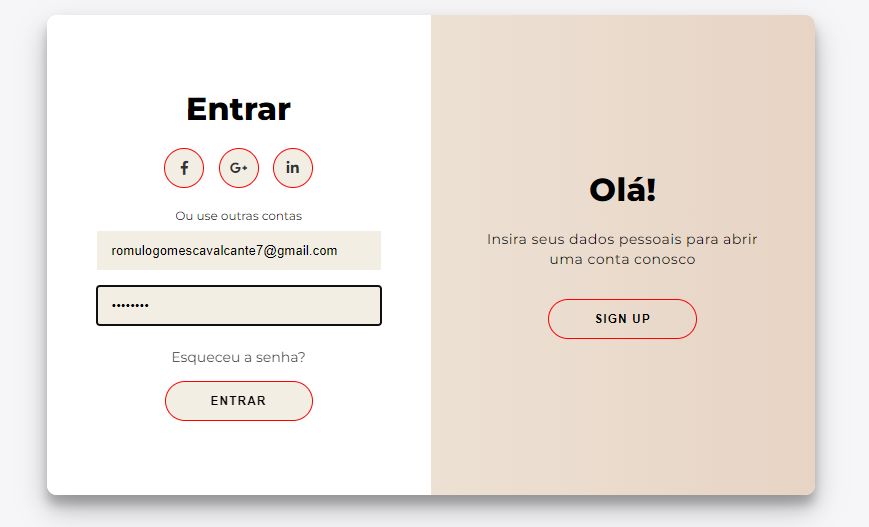 Entrar
f G+ in
Ou use outras contas
romulogomescavalcante7@gmail.com
••••••••
Esqueceu a senha?
ENTRAR
Olá!
Insira seus dados pessoais para abrir
uma conta conosco
SIGN UP